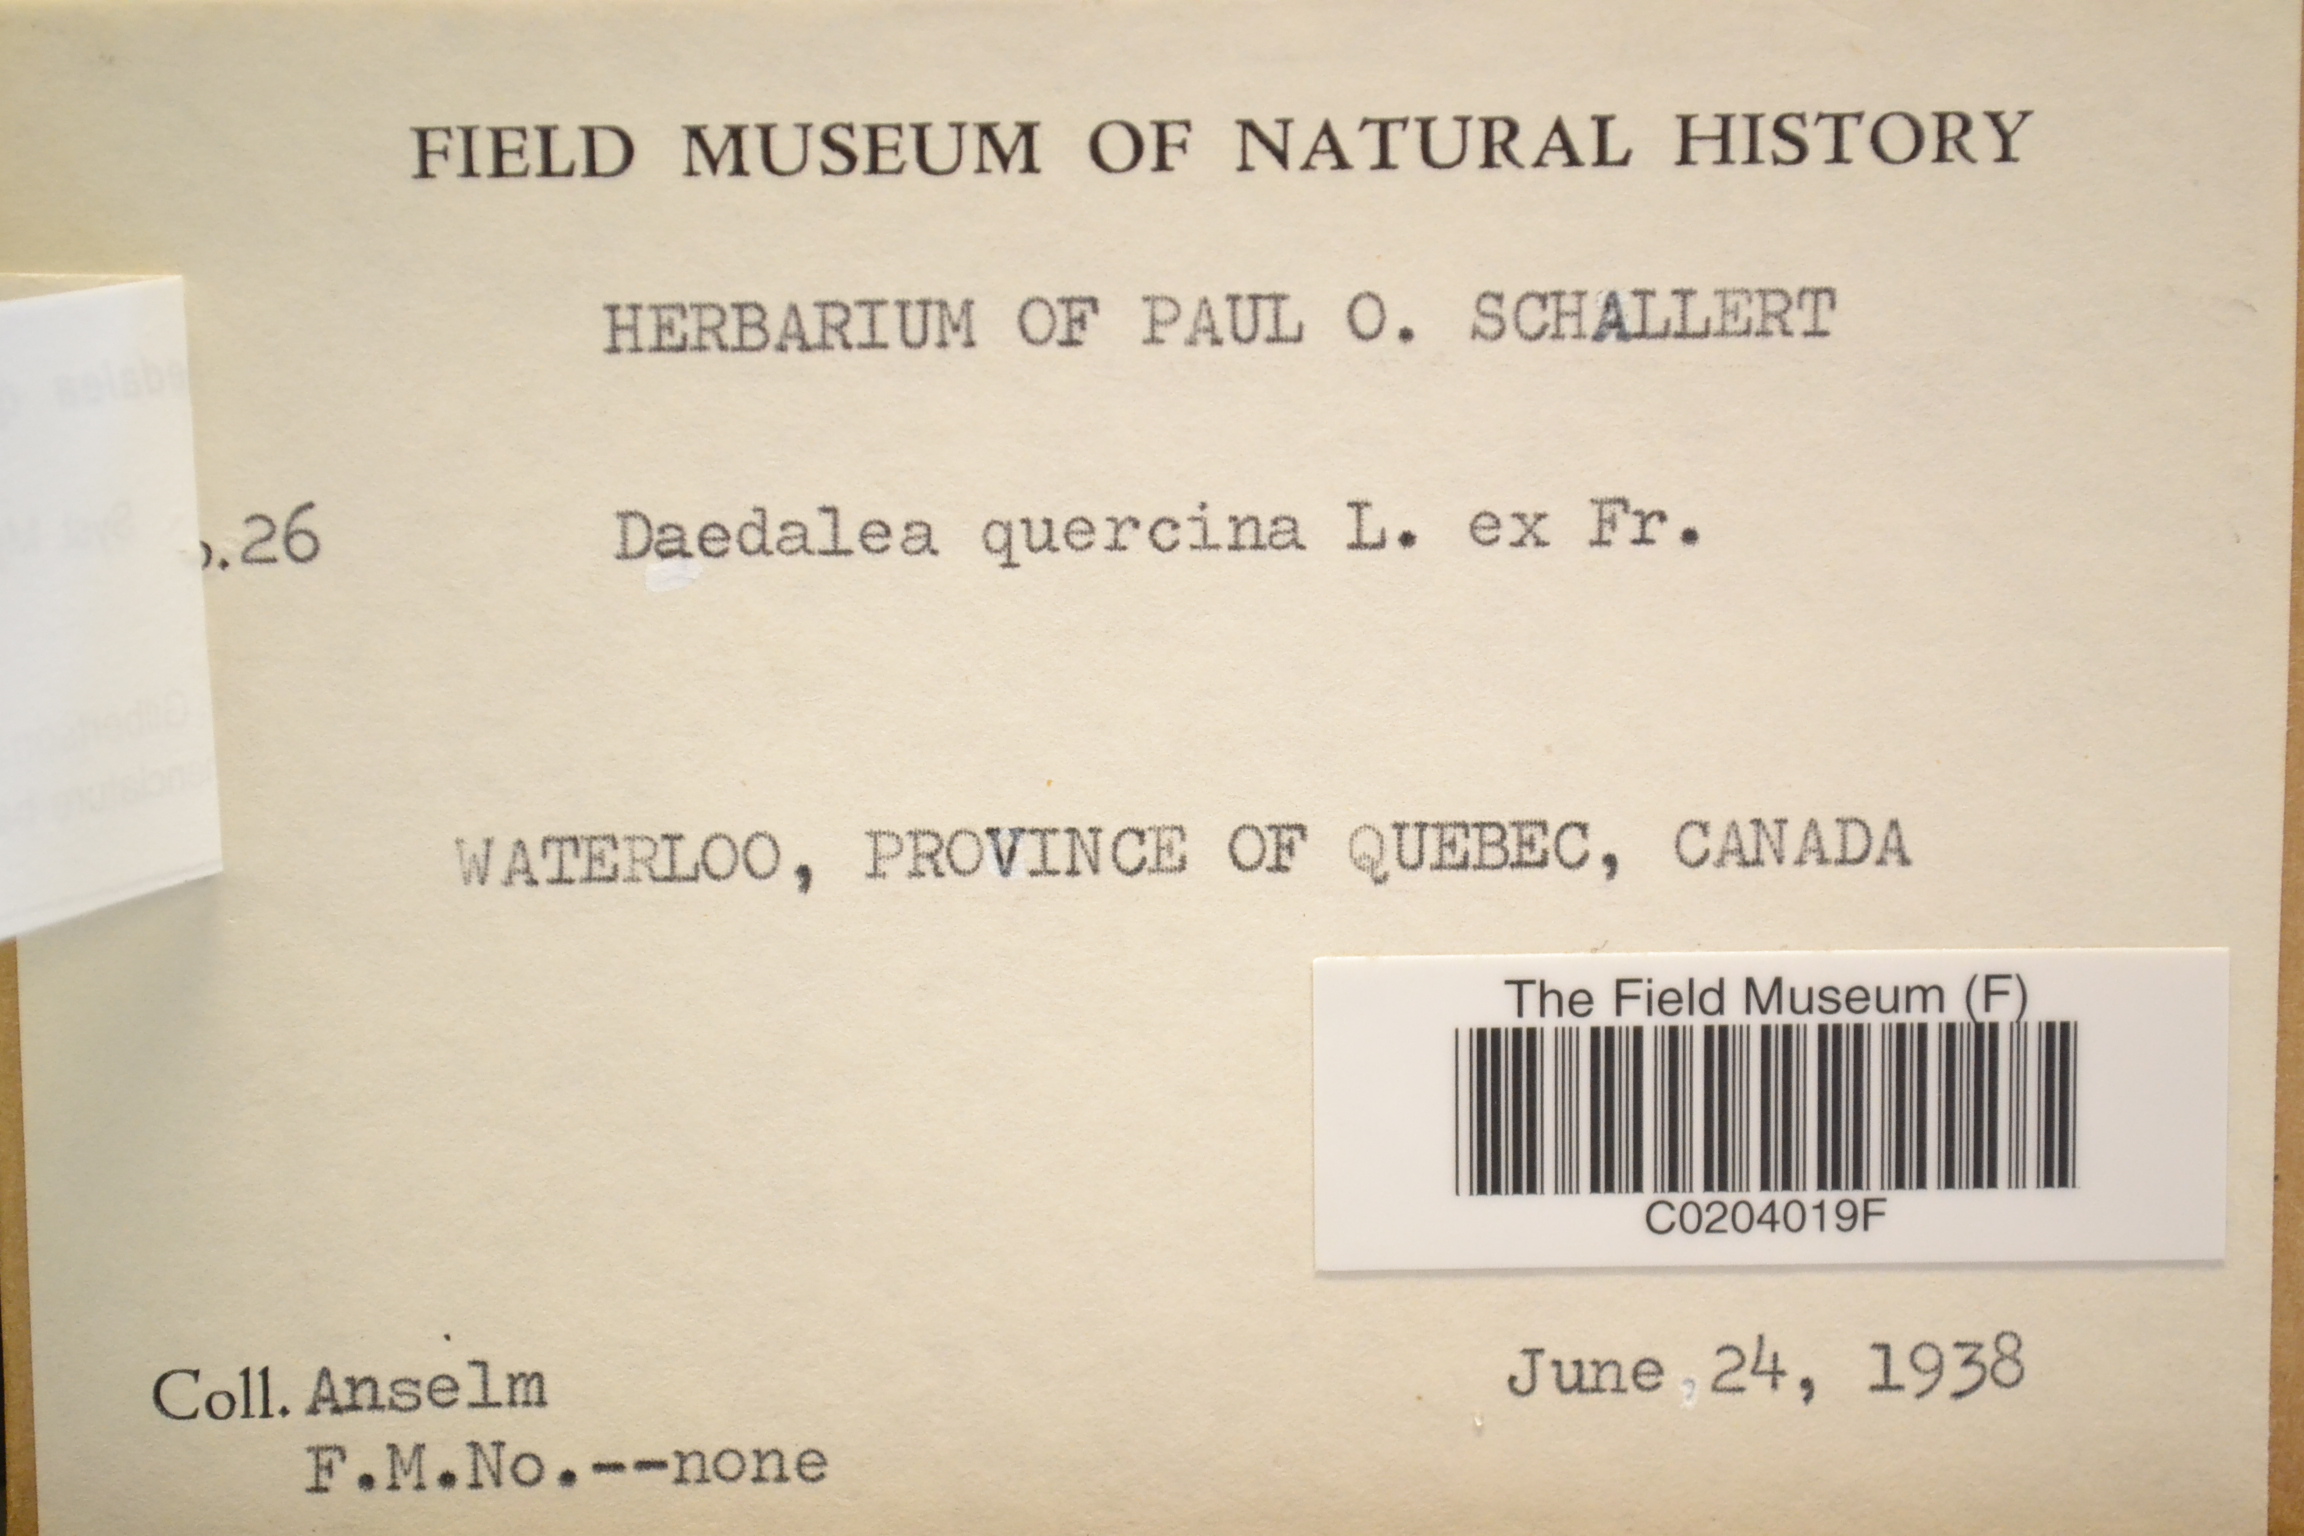 FIELD MUSEUM OF NATURAL HISTORY
HERBARIUM OF PAUL O. SCHALLERT
.26 Daedalea quercina L. ex Fr.
WATERLOO, PROVINCE OF QUEBEC, CANADA
The Field Museum (F)
C0204019F
Coll. Anselm June 24, 1938
F.M.No.--none